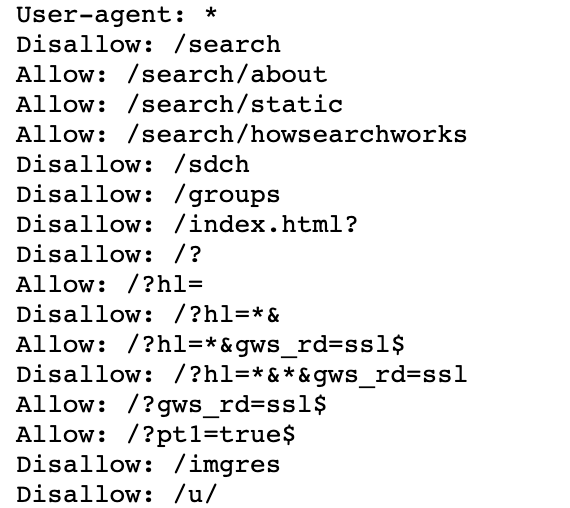 User-agent: *
Disallow: /search
Allow: /search/about
Allow: /search/static
Allow: /search/howsearchworks
Disallow: /sdch
Disallow: /groups
Disallow: /index.html?
Disallow: /?
Allow: /?hl=
Disallow: /?hl=*&
Allow: /?hl=*&gws_rd=ssl$
Disallow: /?hl=*&*&gws_rd=ssl
Allow: /?gws_rd=ssl$
Allow: /?pt1=true$
Disallow: /imgres
Disallow: /u/